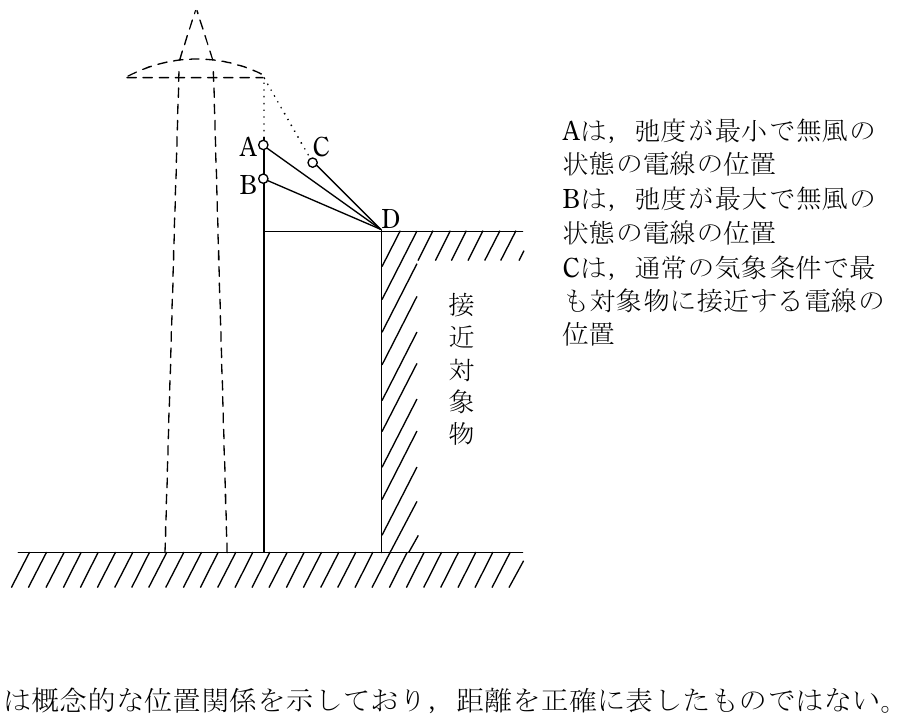 A
C
B
D
接近対象物
Aは，弛度が最小で無風の
状態の電線の位置
Bは，弛度が最大で無風の
状態の電線の位置
Cは，通常の気象条件で最
も対象物に接近する電線の
位置
は概念的な位置関係を示しており，距離を正確に表したものではない。